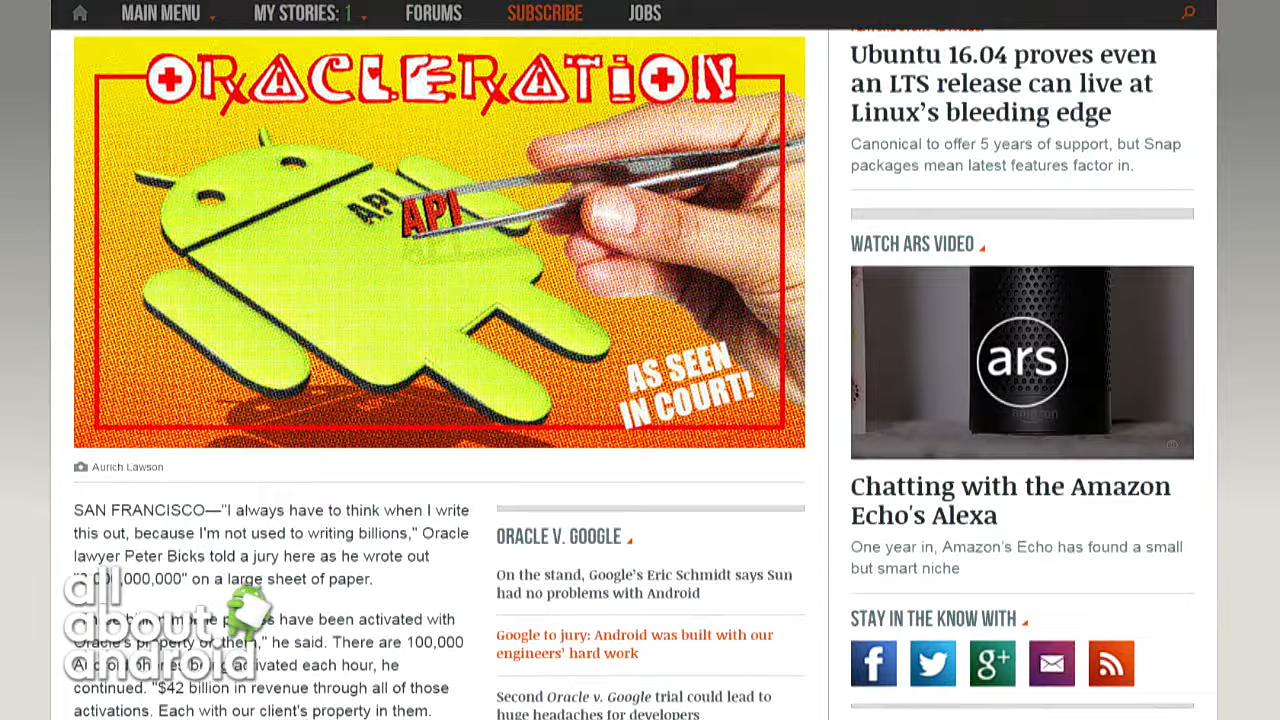 MAIN MENU
MY STORIES: 1
FORUMS
SUBSCRIBE
JOBS
ORACLERATION
API
API
AS SEEN
IN COURT!
Aurich Lawson
SAN FRANCISCO—"I always have to think when I write
this out, because I'm not used to writing billions," Oracle
lawyer Peter Bicks told a jury here as he wrote out
000,000" on a large sheet of paper.
have been activated with
Oracle's property on them," he said. There are 100,000
activated each hour, he
continued. "$42 billion in revenue through all of those
activations. Each with our client's property in them.
all
about
android
ORACLE V. GOOGLE
On the stand, Google's Eric Schmidt says Sun
had no problems with Android
Google to jury: Android was built with our
engineers' hard work
Second Oracle v. Google trial could lead to
huge headaches for developers
Ubuntu 16.04 proves even
an LTS release can live at
Linux's bleeding edge
Canonical to offer 5 years of support, but Snap
packages mean latest features factor in.
WATCH ARS VIDEO
ars
amazon
Chatting with the Amazon
Echo's Alexa
One year in, Amazon's Echo has found a small
but smart niche
STAY IN THE KNOW WITH
f
g+